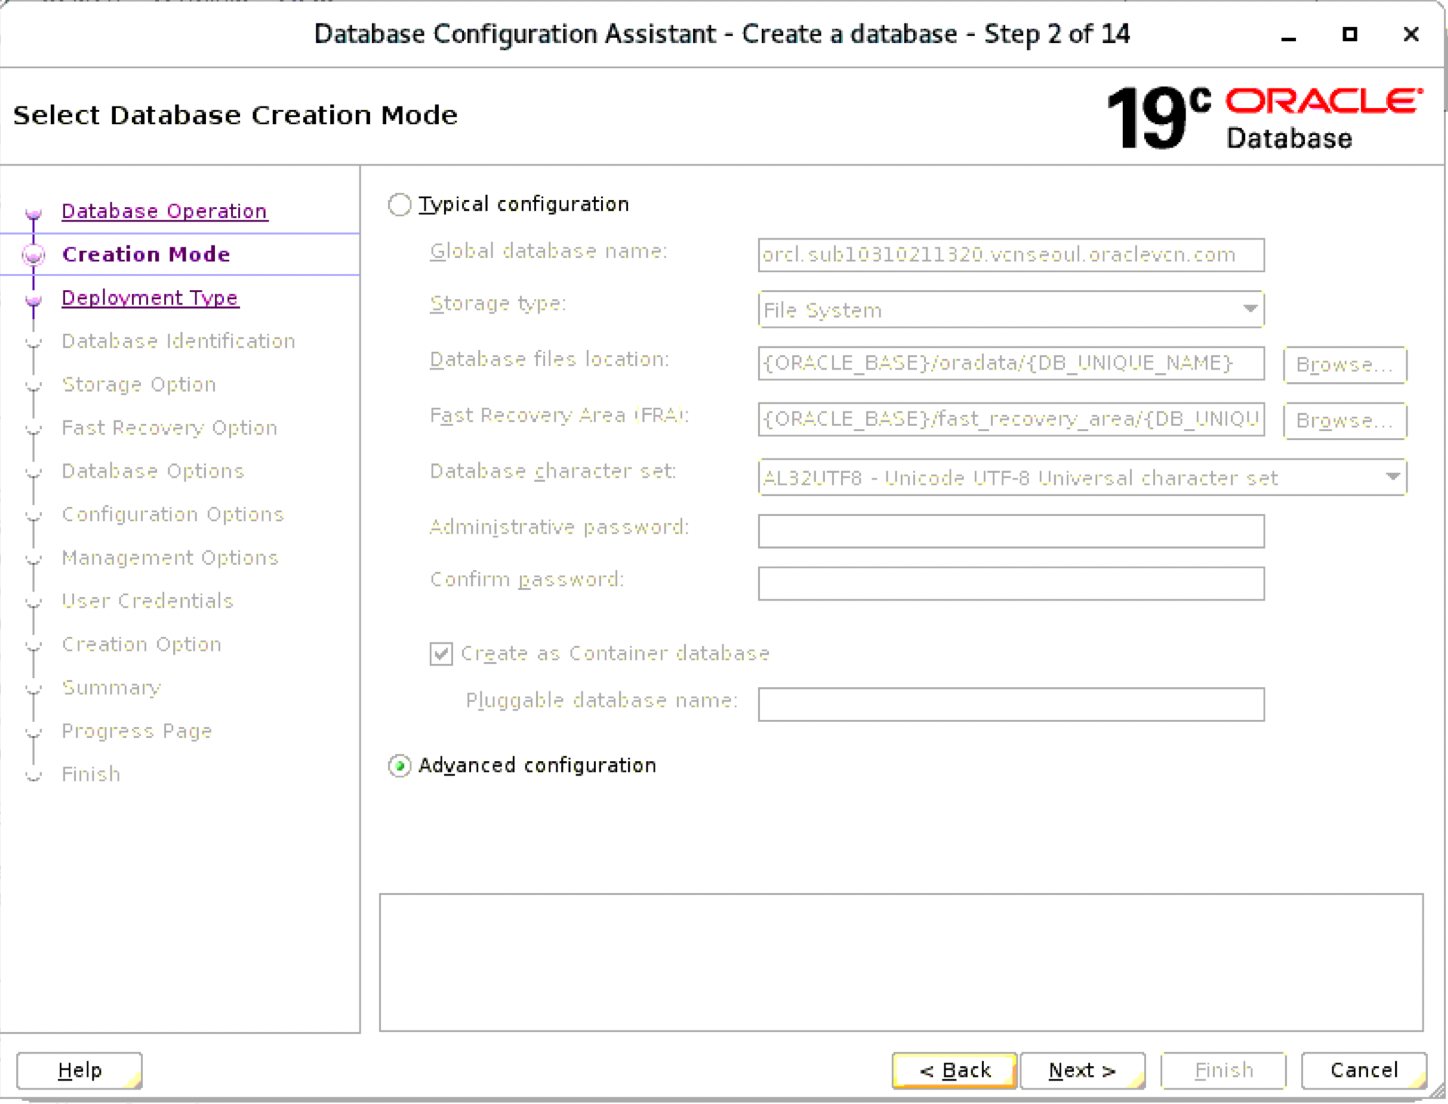 Database Configuration Assistant - Create a database - Step 2 of 14
Select Database Creation Mode
19c ORACLE
Database
Database Operation
Creation Mode
Deployment Type
Database Identification
Storage Option
Fast Recovery Option
Database Options
Configuration Options
Management Options
User Credentials
Creation Option
Summary
Progress Page
Finish
Typical configuration
Global database name: orcl.sub10310211320.vcnseoul.oraclevcn.com
Storage type: File System
Database files location: {ORACLE_BASE}/oradata/{DB_UNIQUE_NAME} Browse...
Fast Recovery Area (FRA): {ORACLE_BASE}/fast_recovery_area/{DB_UNIQU Browse...
Database character set: AL32UTF8 - Unicode UTF-8 Universal character set
Administrative password:
Confirm password:
Create as Container database
Pluggable database name:
Advanced configuration
Help < Back Next > Finish Cancel